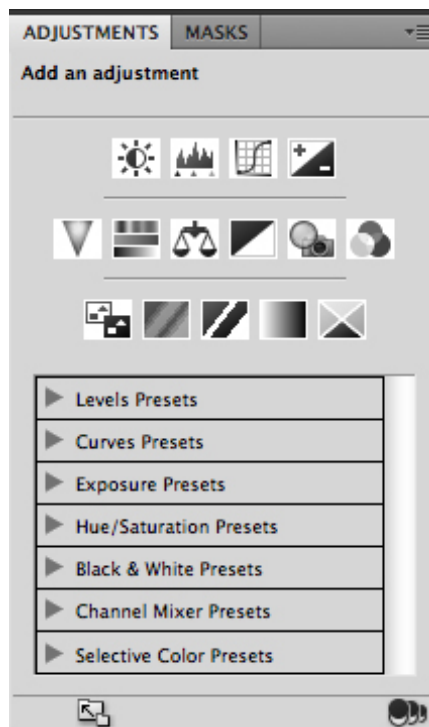 ADJUSTMENTS MASKS
Add an adjustment
Levels Presets
Curves Presets
Exposure Presets
Hue/Saturation Presets
Black & White Presets
Channel Mixer Presets
Selective Color Presets